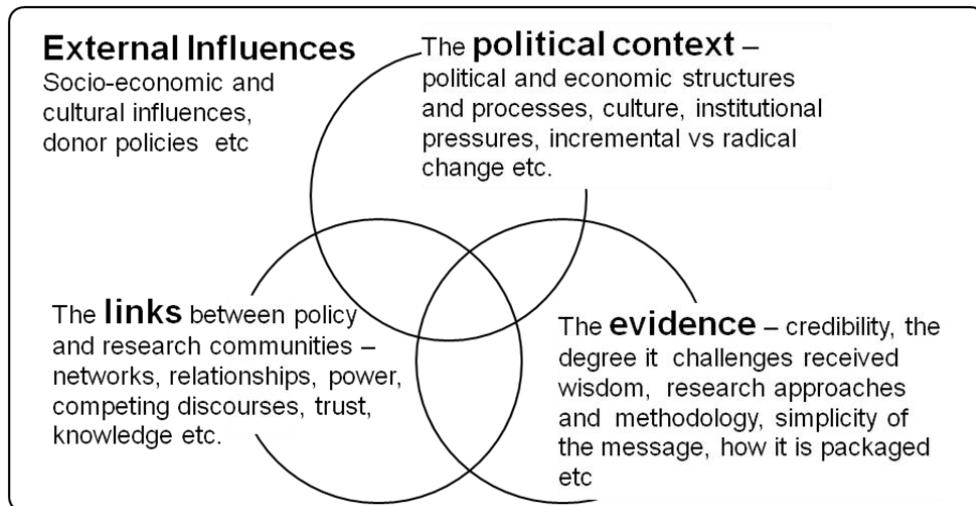 External Influences
Socio-economic and
cultural influences,
donor policies etc
The political context –
political and economic structures
and processes, culture, institutional
pressures, incremental vs radical
change etc.
The links between policy
and research communities –
networks, relationships, power,
competing discourses, trust,
knowledge etc.
The evidence – credibility, the
degree it challenges received
wisdom, research approaches
and methodology, simplicity of
the message, how it is packaged
etc